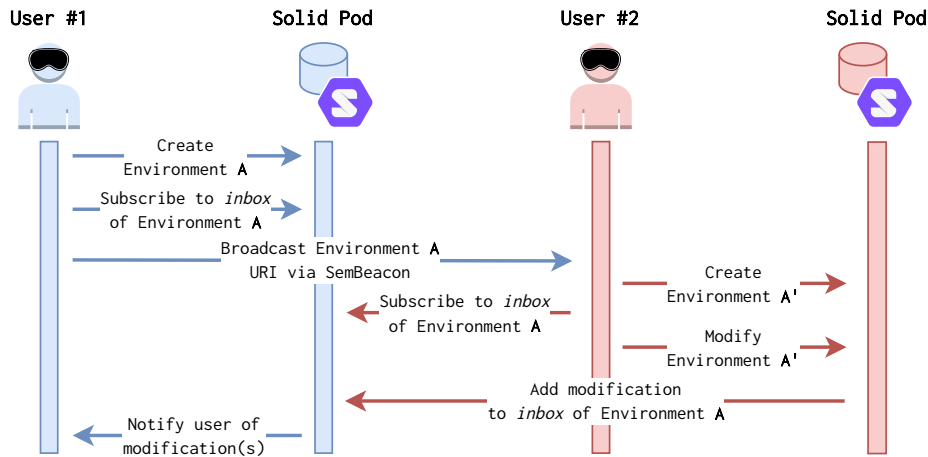 User #1
Solid Pod
User #2
Solid Pod
Create
Environment A
Subscribe to inbox
of Environment A
Broadcast Environment A
URI via SemBeacon
Create
Environment A'
Subscribe to inbox
of Environment A
Modify
Environment A'
Add modification
to inbox of Environment A
Notify user of
modification(s)